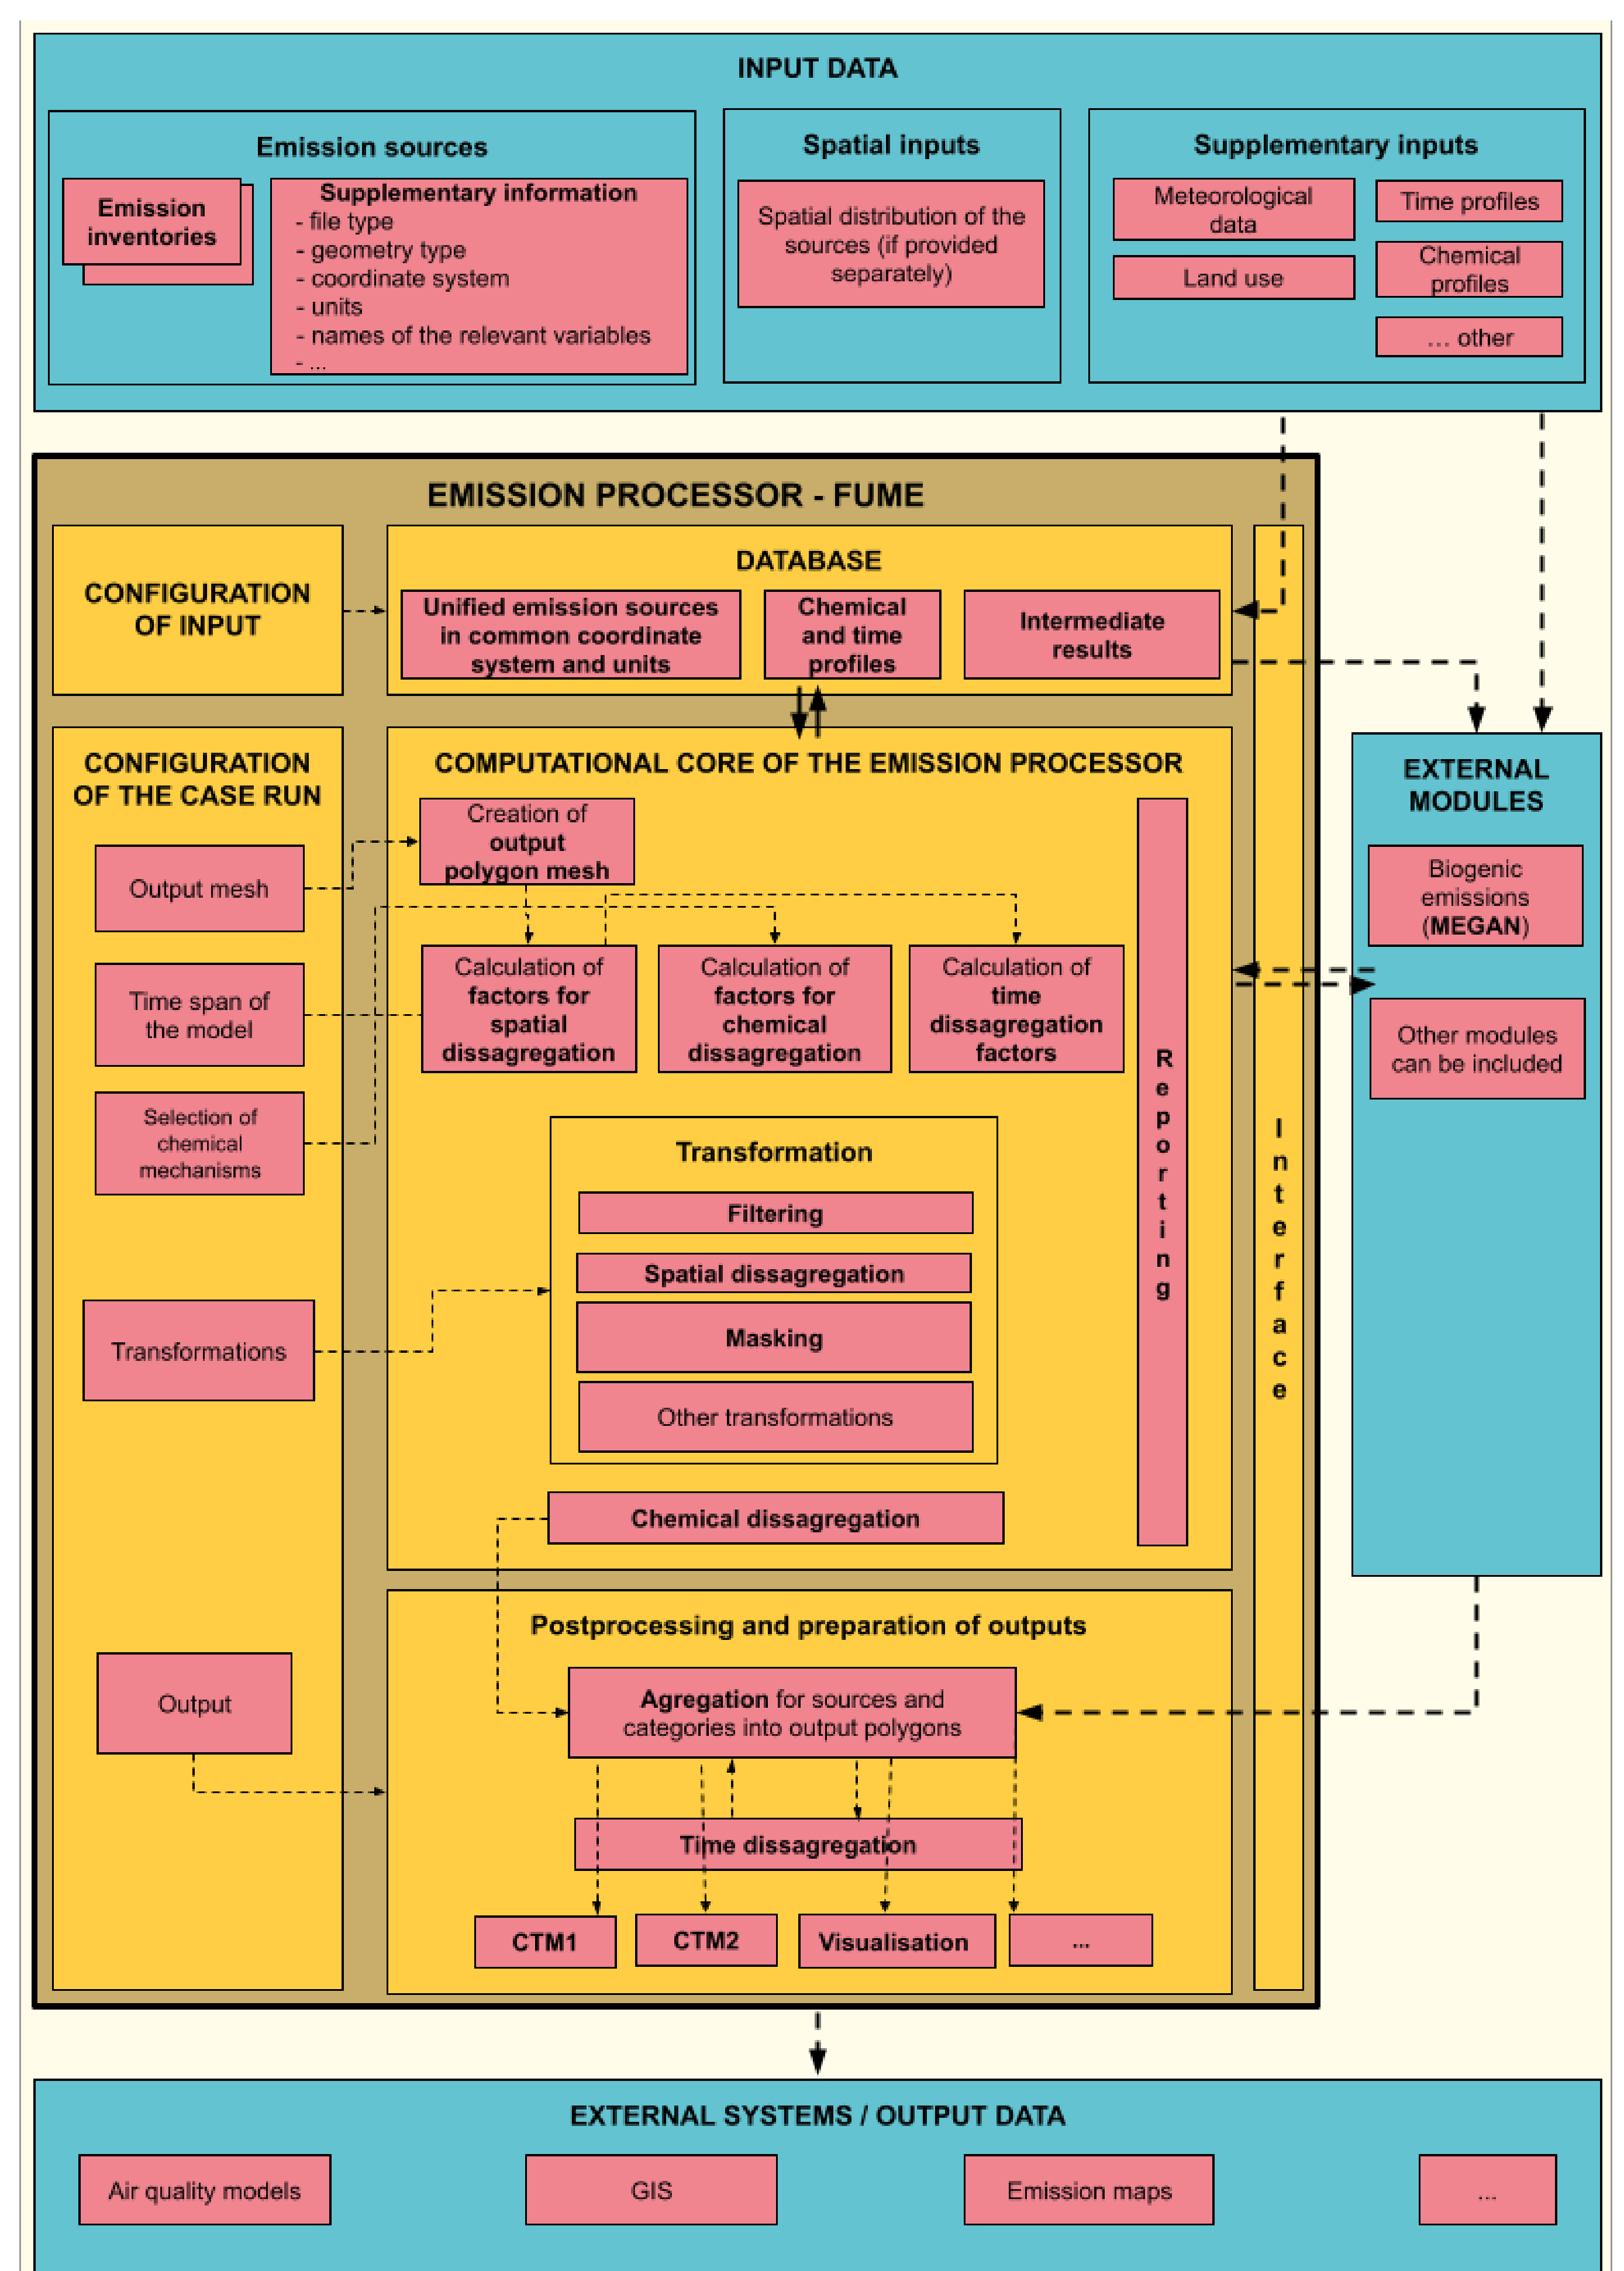 INPUT DATA
Emission sources
Emission
inventories
Supplementary information
- file type
- geometry type
- coordinate system
- units
- names of the relevant variables
- ...
Spatial inputs
Spatial distribution of the
sources (if provided
separately)
Supplementary inputs
Meteorological
data
Land use
Time profiles
Chemical
profiles
... other
EMISSION PROCESSOR - FUME
CONFIGURATION
OF INPUT
DATABASE
Unified emission sources
in common coordinate
system and units
Chemical
and time
profiles
Intermediate
results
CONFIGURATION
OF THE CASE RUN
Output mesh
Time span of
the model
Selection of
chemical
mechanisms
Transformations
Output
COMPUTATIONAL CORE OF THE EMISSION PROCESSOR
Creation of
output
polygon mesh
Calculation of
factors for
spatial
dissagregation
Calculation of
factors for
chemical
dissagregation
Calculation of
time
dissagregation
factors
Transformation
Filtering
Spatial dissagregation
Masking
Other transformations
Chemical dissagregation
Reporting
Interface
EXTERNAL
MODULES
Biogenic
emissions
(MEGAN)
Other modules
can be included
Postprocessing and preparation of outputs
Agregation for sources and
categories into output polygons
Time dissagregation
CTM1
CTM2
Visualisation
...
EXTERNAL SYSTEMS / OUTPUT DATA
Air quality models
GIS
Emission maps
...